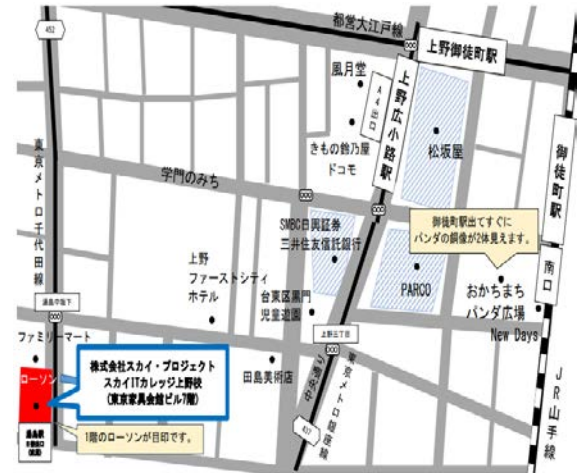 452
都営大江戸線
上野御徒町駅
風月堂
A4出口
上野広小路駅
きもの鈴乃屋
ドコモ
松坂屋
御徒町駅
東京メトロ千代田線
学門のみち
御徒町駅出てすぐに
パンダの銅像が2体見えます。
SMBC日興証券
三井住友信託銀行
上野
ファーストシティ
ホテル
台東区黒門
児童遊園
PARCO
おかちまち
パンダ広場
New Days
南口
湯島中坂下
上野三丁目
ファミリーマート
ローソン
株式会社スカイ・プロジェクト
スカイITカレッジ上野校
(東京家具会館ビル7階)
田島美術店
中央通り
東京メトロ銀座線
JR山手線
437
湯島駅
1階のローソンが目印です。